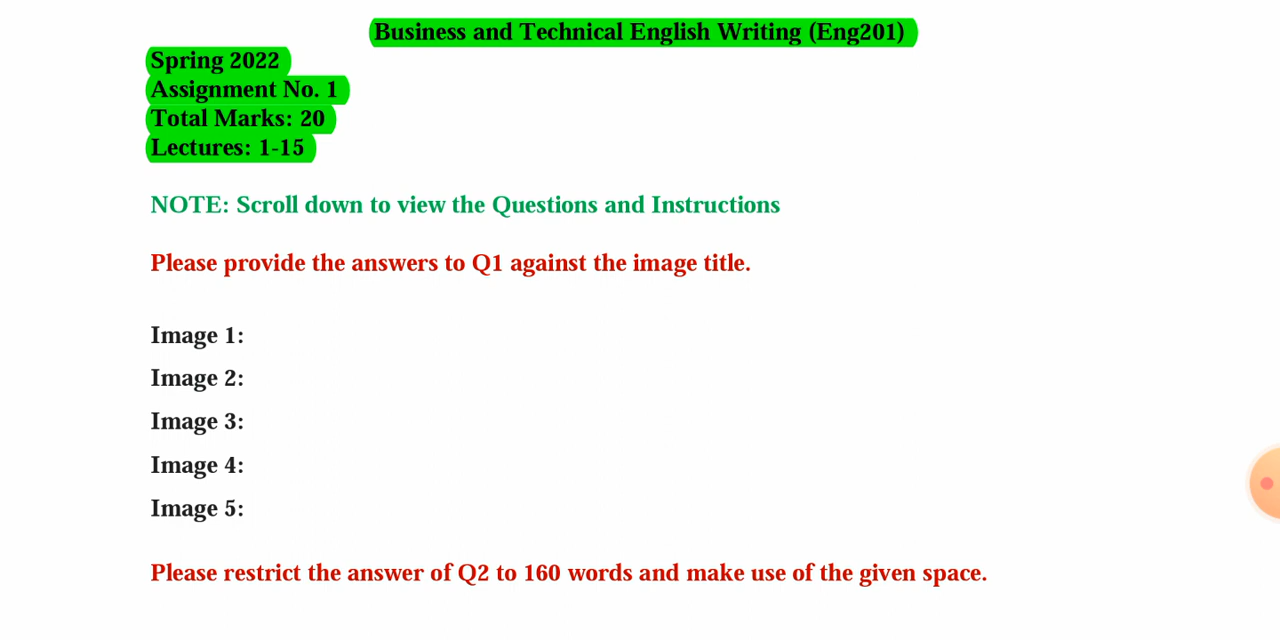 Business and Technical English Writing (Eng201)
Spring 2022
Assignment No. 1
Total Marks: 20
Lectures: 1-15
NOTE: Scroll down to view the Questions and Instructions
Please provide the answers to Q1 against the image title.
Image 1:
Image 2:
Image 3:
Image 4:
Image 5:
Please restrict the answer of Q2 to 160 words and make use of the given space.